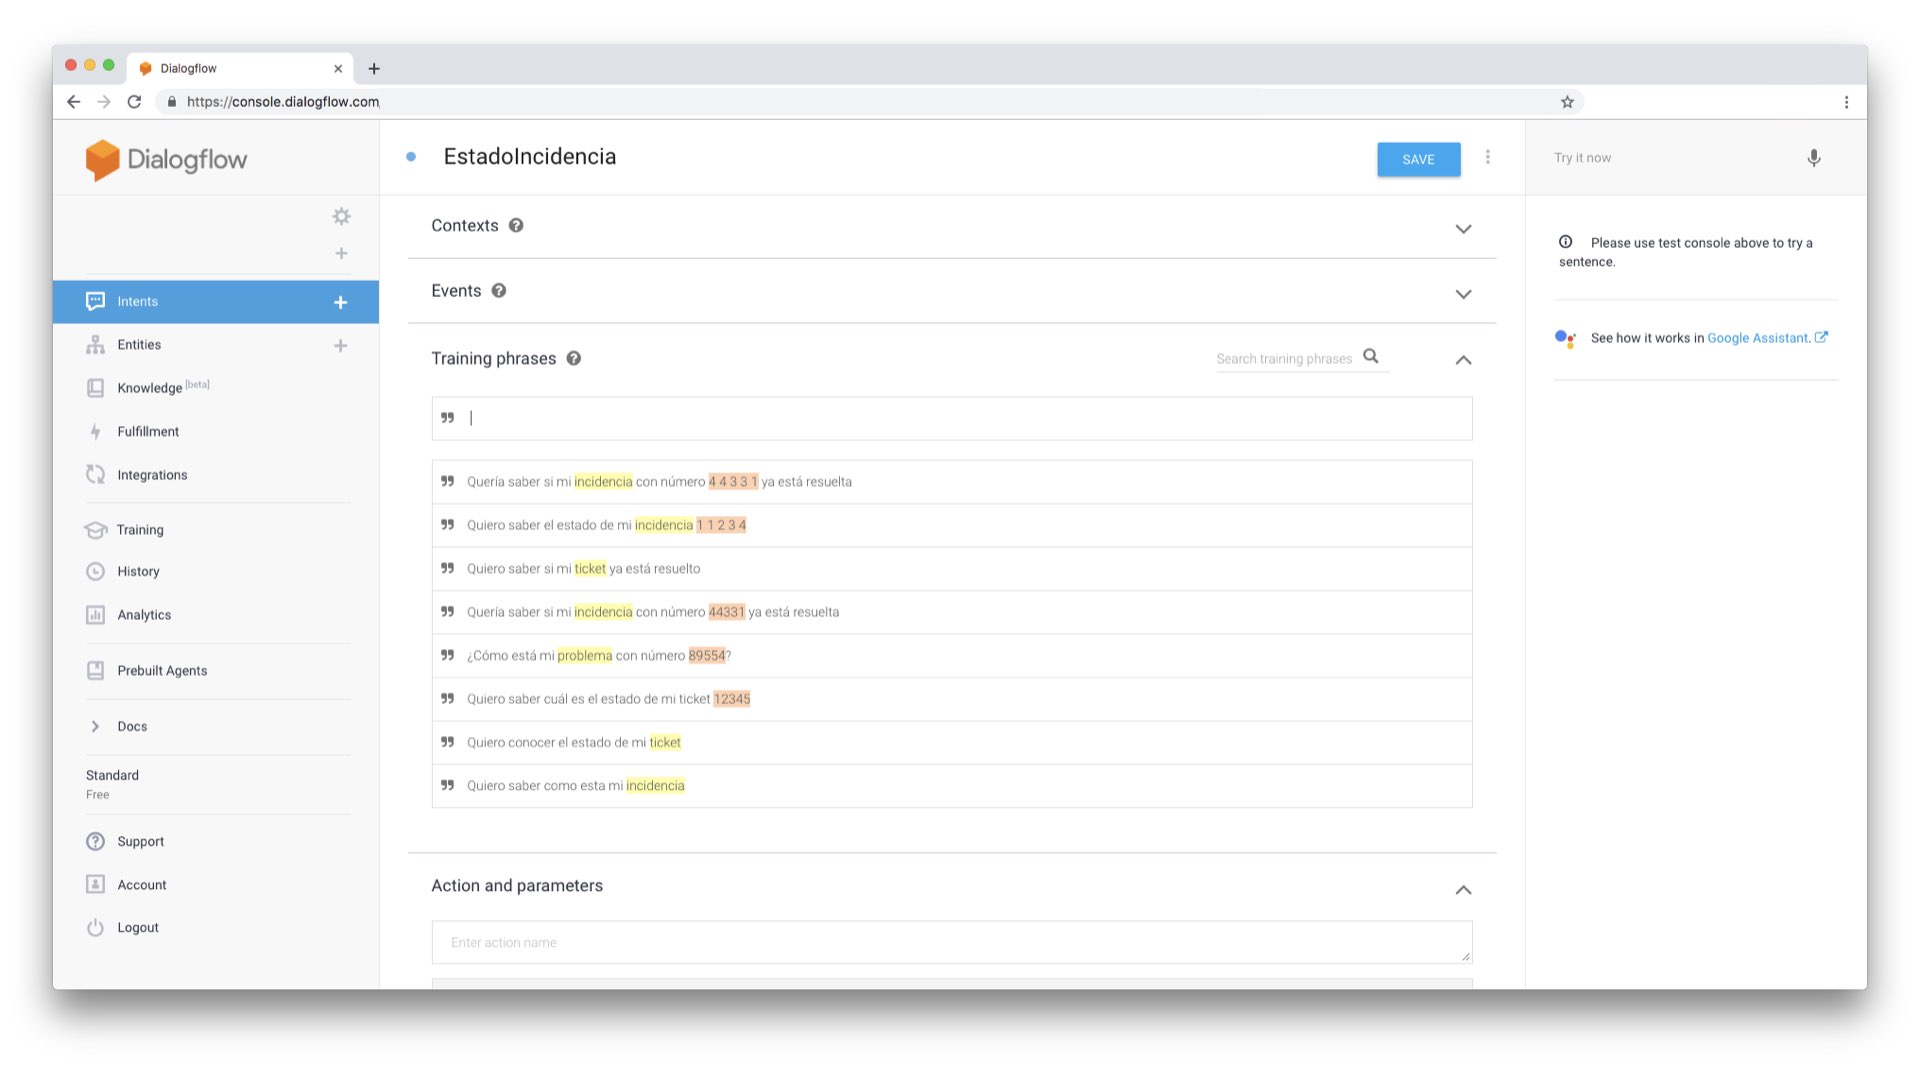 Dialogflow
https://console.dialogflow.com
Dialogflow
Intents
Entities
Knowledge [beta]
Fulfillment
Integrations
Training
History
Analytics
Prebuilt Agents
Docs
Standard
Free
Support
Account
Logout
EstadoIncidencia
SAVE
Contexts
Events
Training phrases
Search training phrases
Quería saber si mi incidencia con número 4 4 3 3 1 ya está resuelta
Quiero saber el estado de mi incidencia 1 1 2 3 4
Quiero saber si mi ticket ya está resuelto
Quería saber si mi incidencia con número 44331 ya está resuelta
¿Cómo está mi problema con número 89554?
Quiero saber cuál es el estado de mi ticket 12345
Quiero conocer el estado de mi ticket
Quiero saber como esta mi incidencia
Action and parameters
Enter action name
Try it now
Please use test console above to try a
sentence.
See how it works in Google Assistant.